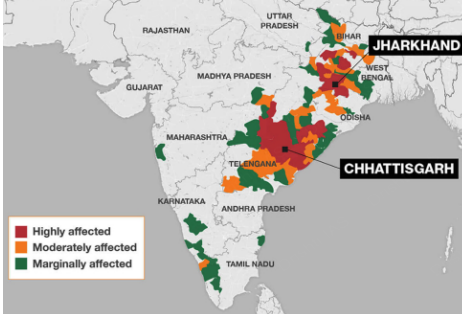 UTTAR
PRADESH
RAJASTHAN
BIHAR
JHARKHAND
WEST
BENGAL
MADHYA PRADESH
GUJARAT
ODISHA
MAHARASHTRA
TELENGANA
CHHATTISGARH
KARNATAKA
ANDHRA PRADESH
Highly affected
Moderately affected
Marginally affected
TAMIL NADU